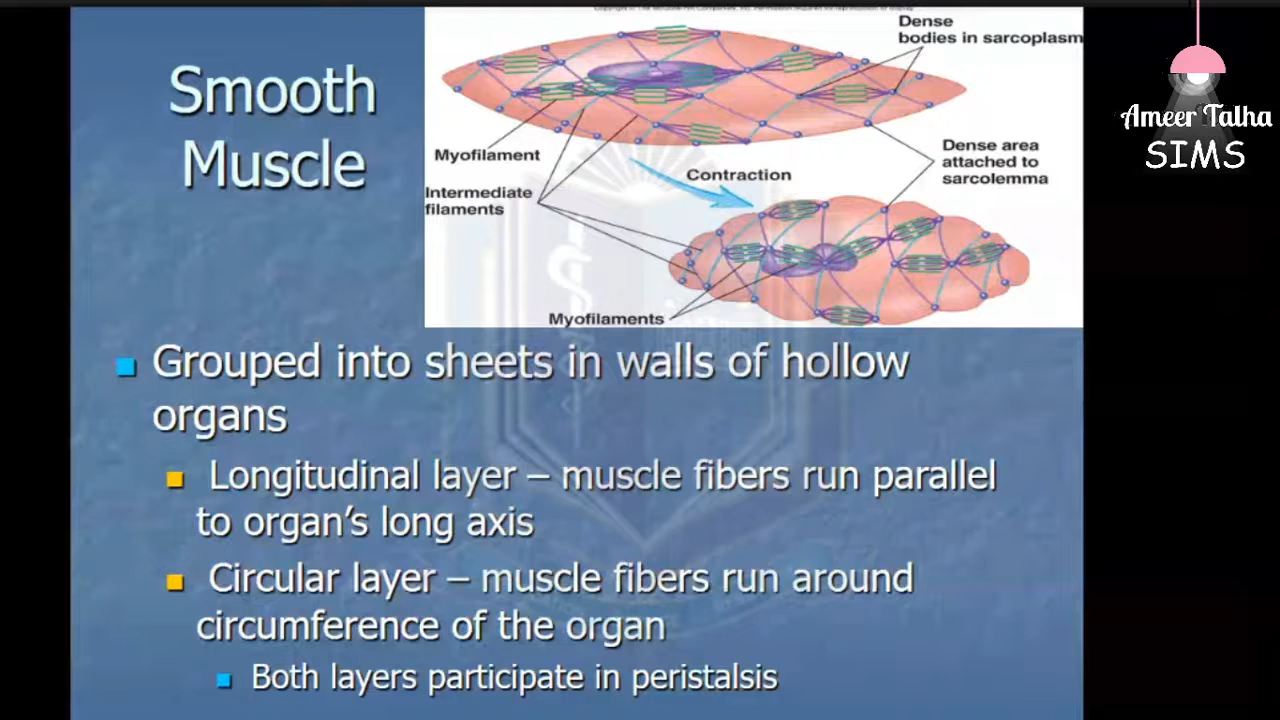 Smooth
Muscle
Dense
bodies in sarcoplasm
Myofilament
Intermediate
filaments
Contraction
Dense area
attached to
sarcolemma
Myofilaments
Ameer Talha
SIMS
Grouped into sheets in walls of hollow
organs
Longitudinal layer – muscle fibers run parallel
to organ's long axis
Circular layer – muscle fibers run around
circumference of the organ
Both layers participate in peristalsis